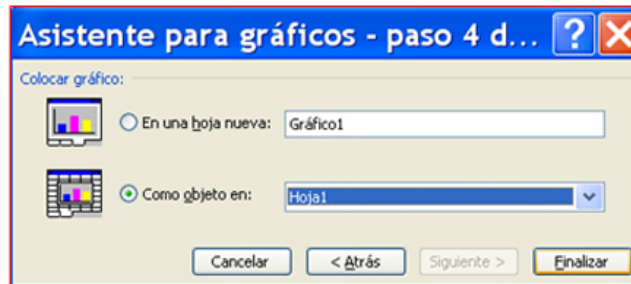 Asistente para gráficos - paso 4 d...
Colocar gráfico:
En una hoja nueva: Gráfico1
Como objeto en: Hoja1
Cancelar < Atrás Siguiente > Finalizar